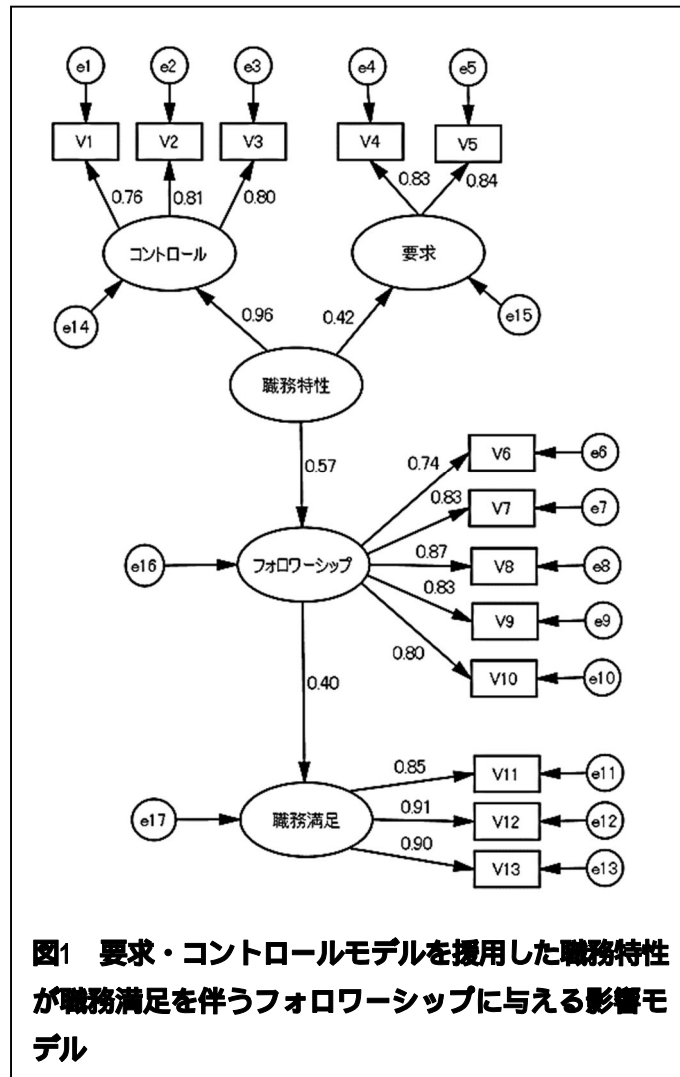 e1 e2 e3 e4 e5
V1 V2 V3 V4 V5
0.76 0.81 0.80 0.83 0.84
コントロール 要求
e14 0.96 0.42 e15
職務特性
0.57
0.74 V6 e6
0.83 V7 e7
e16 フォロワーシップ 0.87 V8 e8
0.83 V9 e9
0.80 V10 e10
0.40
0.85 V11 e11
e17 職務満足 0.91 V12 e12
0.90 V13 e13
図1 要求・コントロールモデルを援用した職務特性
が職務満足を伴うフォロワーシップに与える影響モ
デル